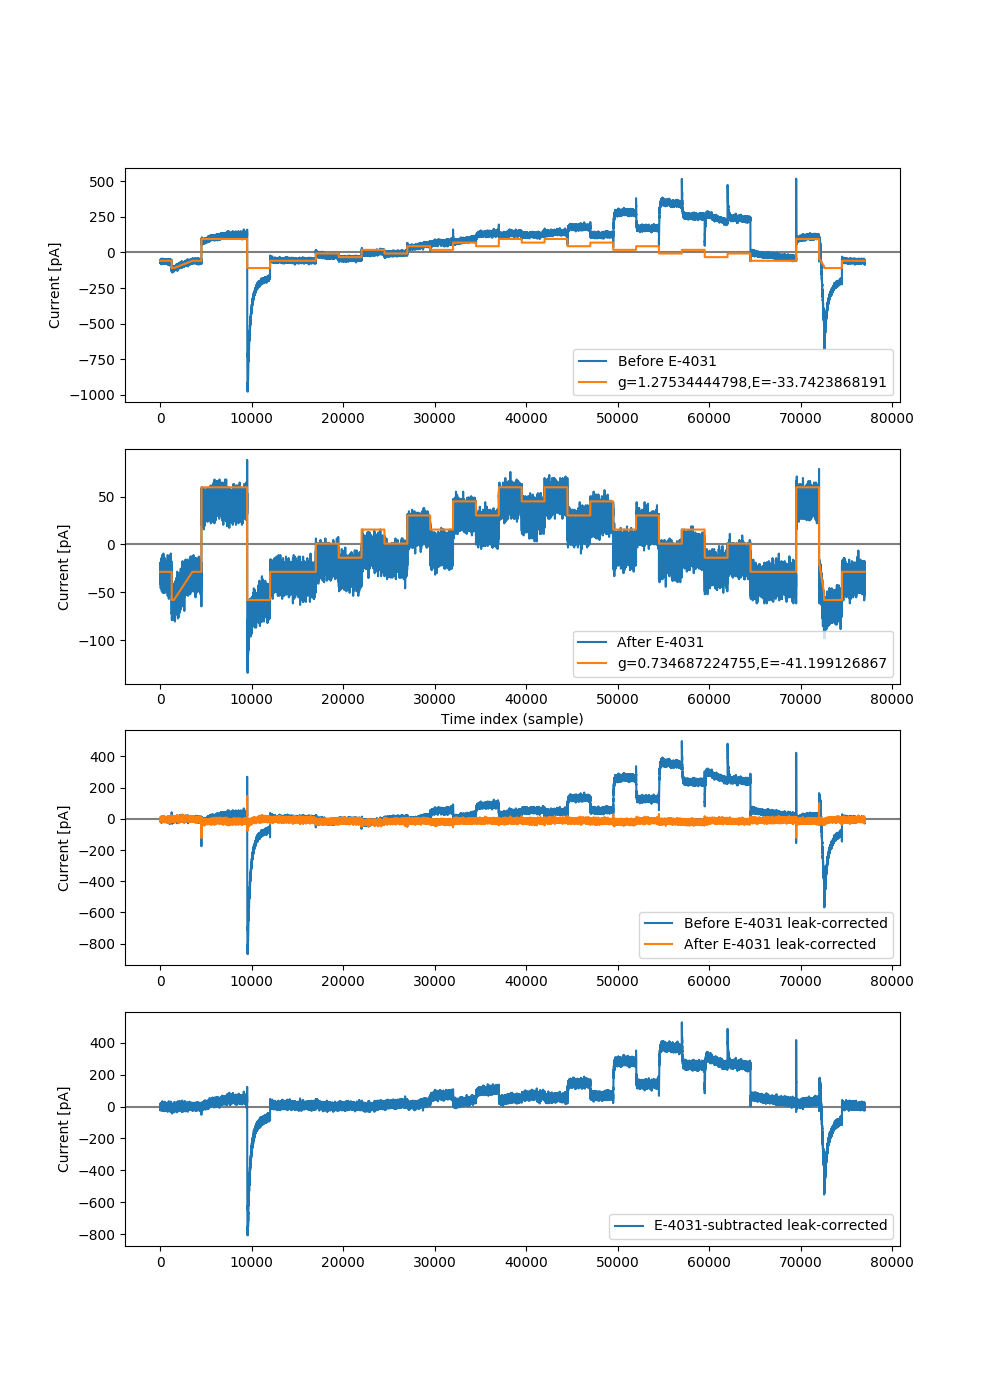 500
250
0
−250
−500
−750
−1000
Current [pA]
Before E-4031
g=1.27534444798,E=-33.7423868191
0 10000 20000 30000 40000 50000 60000 70000 80000
50
0
−50
−100
Current [pA]
After E-4031
g=0.734687224755,E=-41.199126867
0 10000 20000 30000 40000 50000 60000 70000 80000
Time index (sample)
400
200
0
−200
−400
−600
−800
Current [pA]
Before E-4031 leak-corrected
After E-4031 leak-corrected
0 10000 20000 30000 40000 50000 60000 70000 80000
400
200
0
−200
−400
−600
−800
Current [pA]
E-4031-subtracted leak-corrected
0 10000 20000 30000 40000 50000 60000 70000 80000